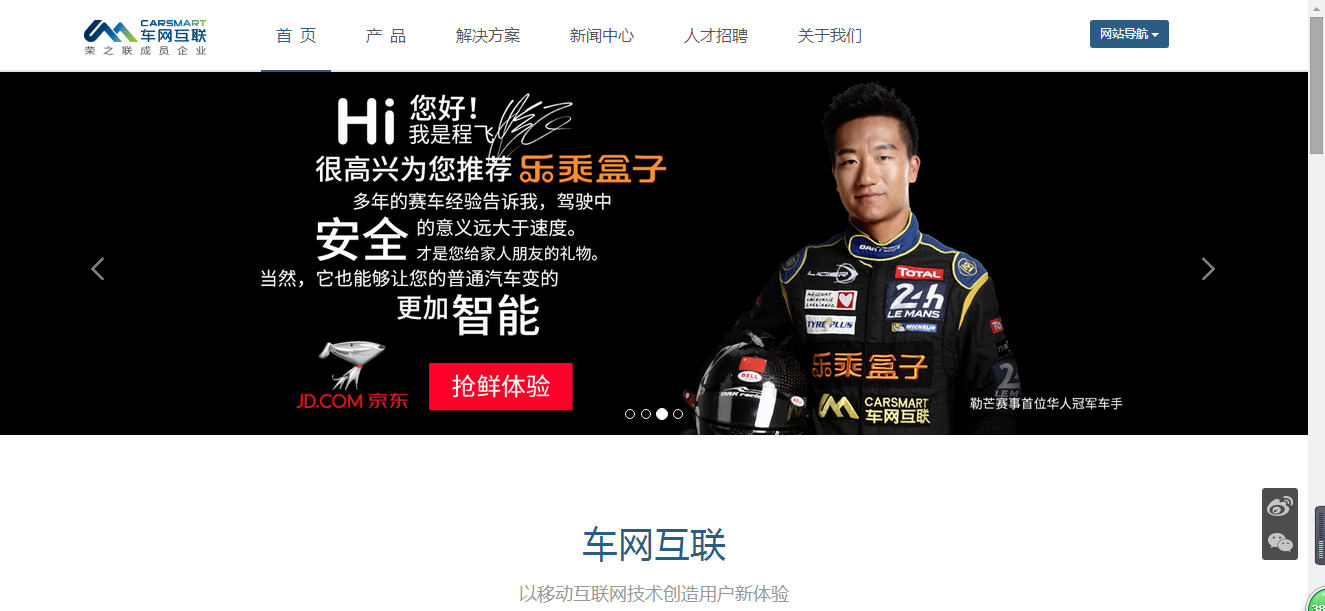 CARSMART
车网互联
荣之联成员企业
首 页
产 品
解决方案
新闻中心
人才招聘
关于我们
网站导航
Hi 您好！
我是程飞
很高兴为您推荐 乐乘盒子
多年的赛车经验告诉我，驾驶中
安全 的意义远大于速度。
才是您给家人朋友的礼物。
当然，它也能够让您的普通汽车变的
更加智能
JD.COM 京东
抢鲜体验
OAK RACING
LIGIER
TOTAL
24h
LE MANS
TYRE PLUS
MICHELIN
乐乘盒子
CARSMART
车网互联
BELL
OAK Racing
勒芒赛事首位华人冠军车手
车网互联
以移动互联网技术创造用户新体验